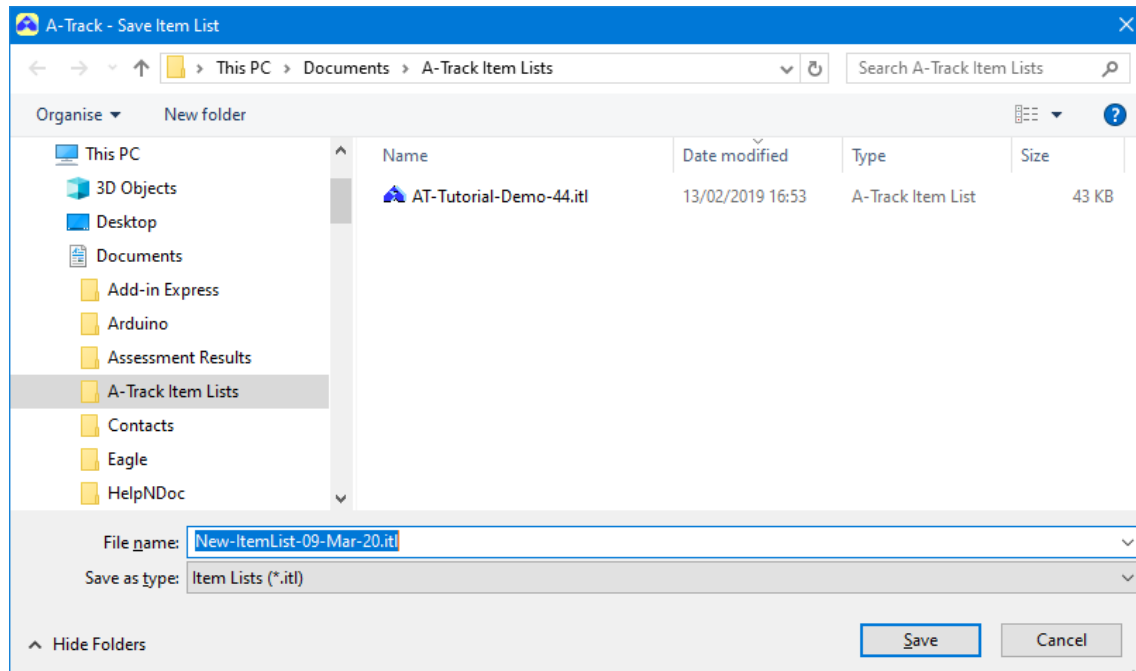 A-Track - Save Item List
This PC > Documents > A-Track Item Lists
Search A-Track Item Lists
Organise
New folder
This PC
3D Objects
Desktop
Documents
Add-in Express
Arduino
Assessment Results
A-Track Item Lists
Contacts
Eagle
HelpNDoc
Name Date modified Type Size
AT-Tutorial-Demo-44.itl 13/02/2019 16:53 A-Track Item List 43 KB
File name: New-ItemList-09-Mar-20.itl
Save as type: Item Lists (*.itl)
Hide Folders
Save
Cancel